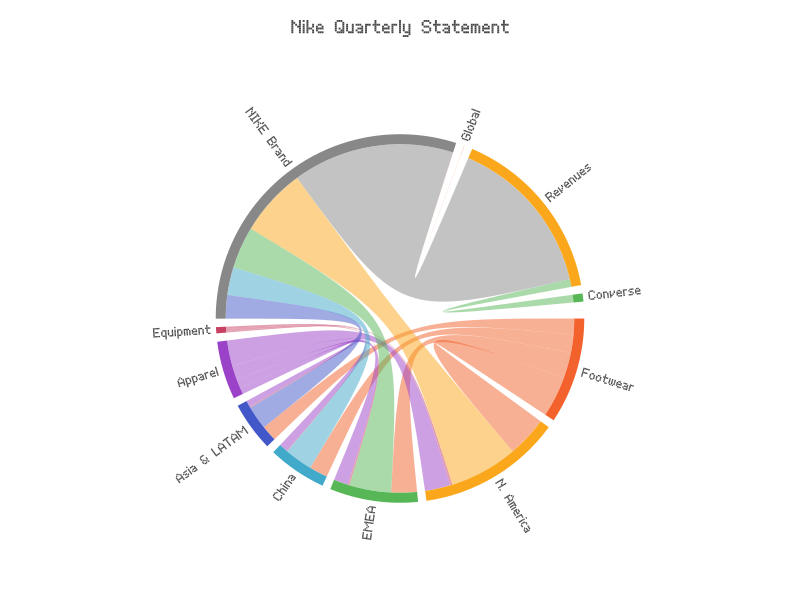 Nike Quarterly Statement
Global
NIKE Brand
Revenues
Converse
Equipment
Footwear
Apparel
Asia & LATAM
China
N. America
EMEA